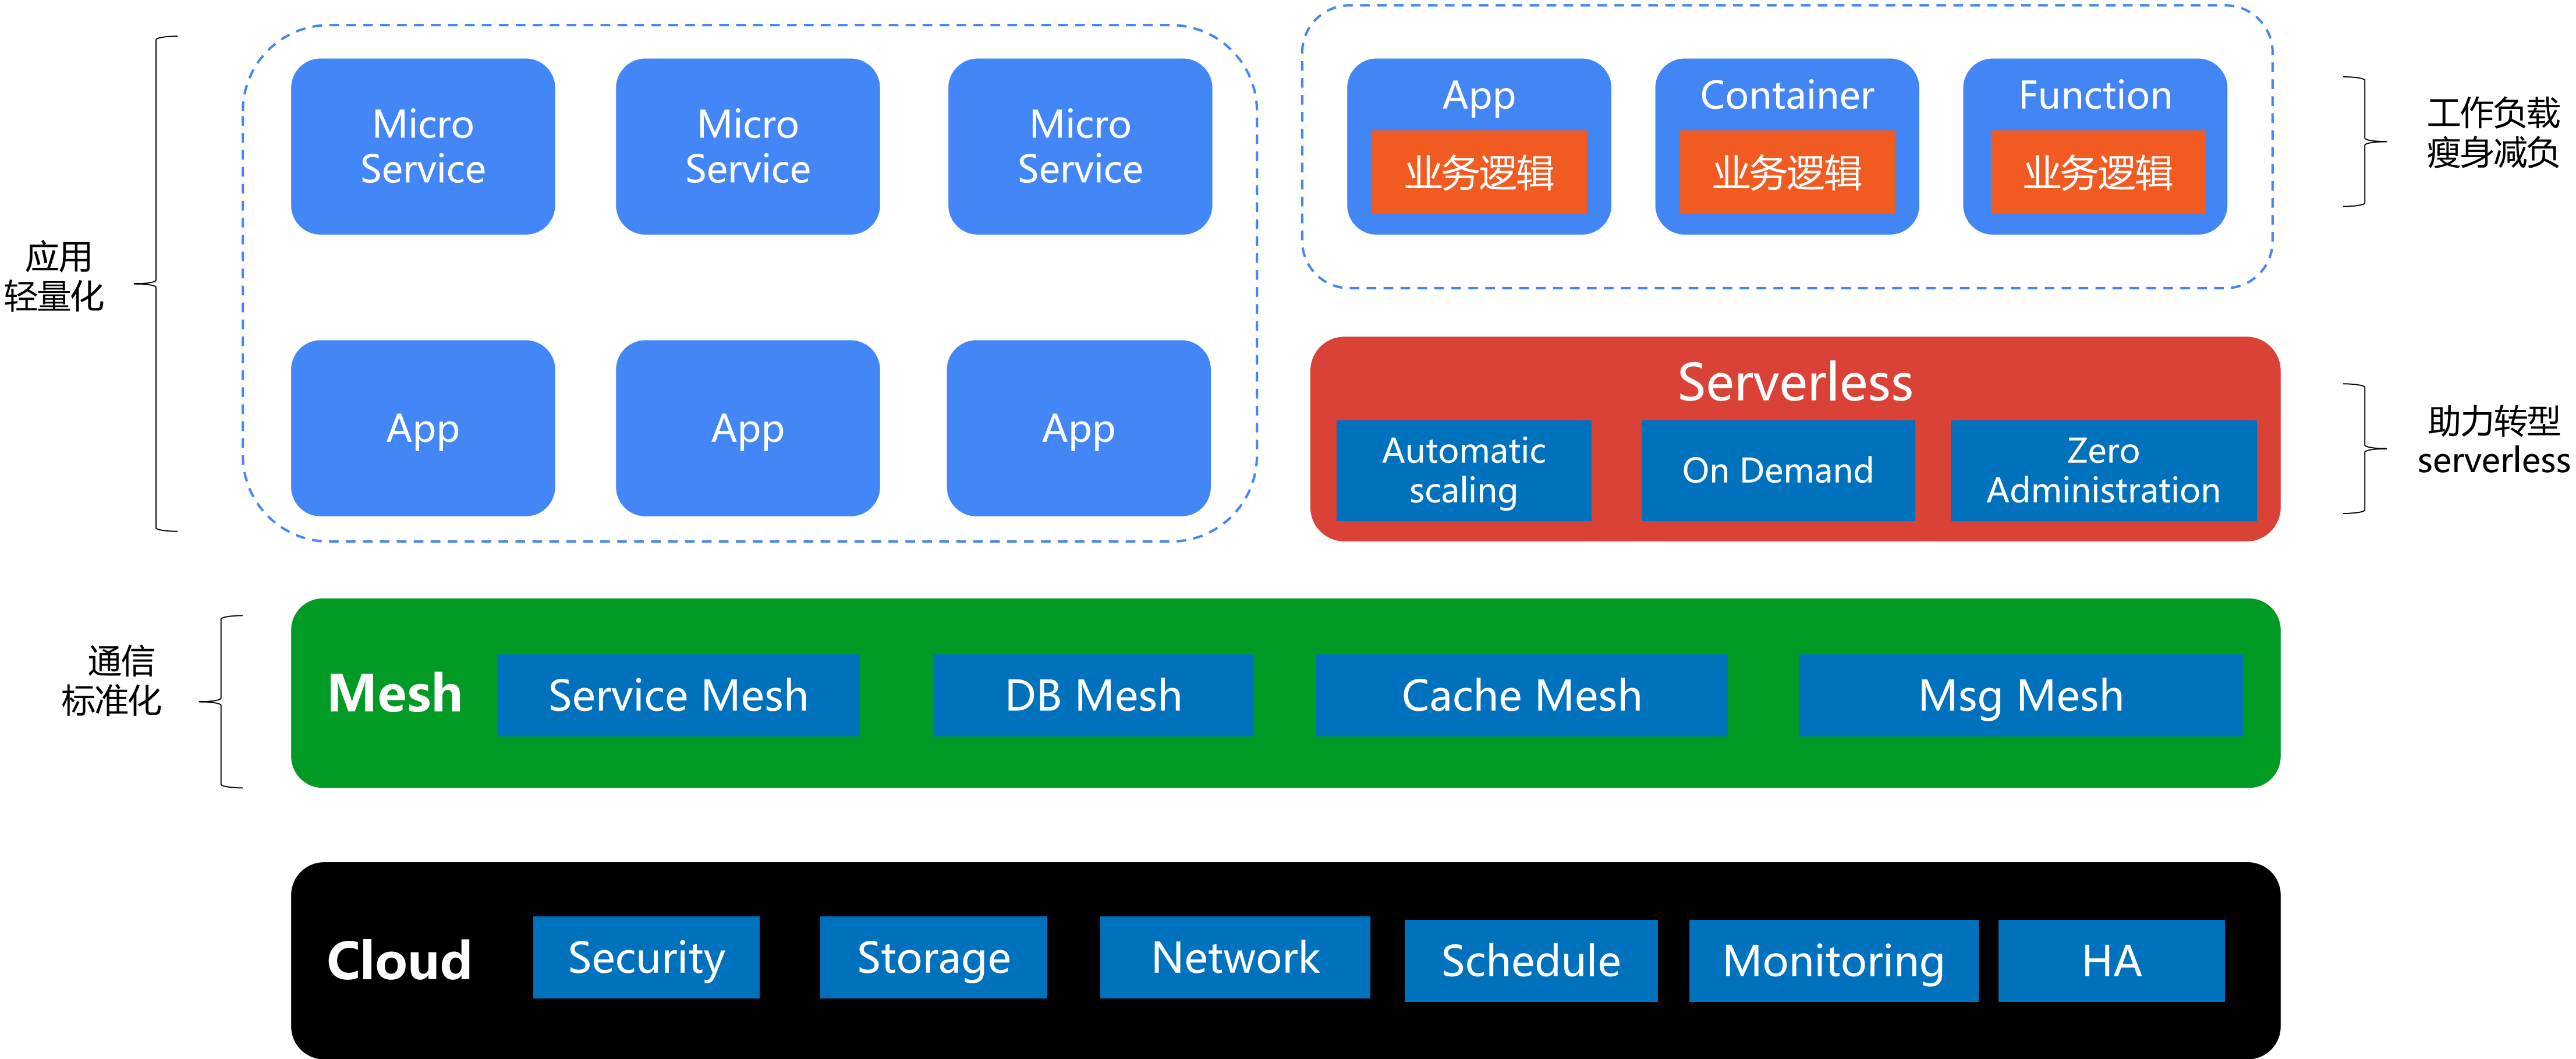 应用
轻量化
Micro
Service
Micro
Service
Micro
Service
App
App
App
App
业务逻辑
Container
业务逻辑
Function
业务逻辑
工作负载
瘦身减负
Serverless
Automatic
scaling
On Demand
Zero
Administration
助力转型
serverless
通信
标准化
Mesh
Service Mesh
DB Mesh
Cache Mesh
Msg Mesh
Cloud
Security
Storage
Network
Schedule
Monitoring
HA